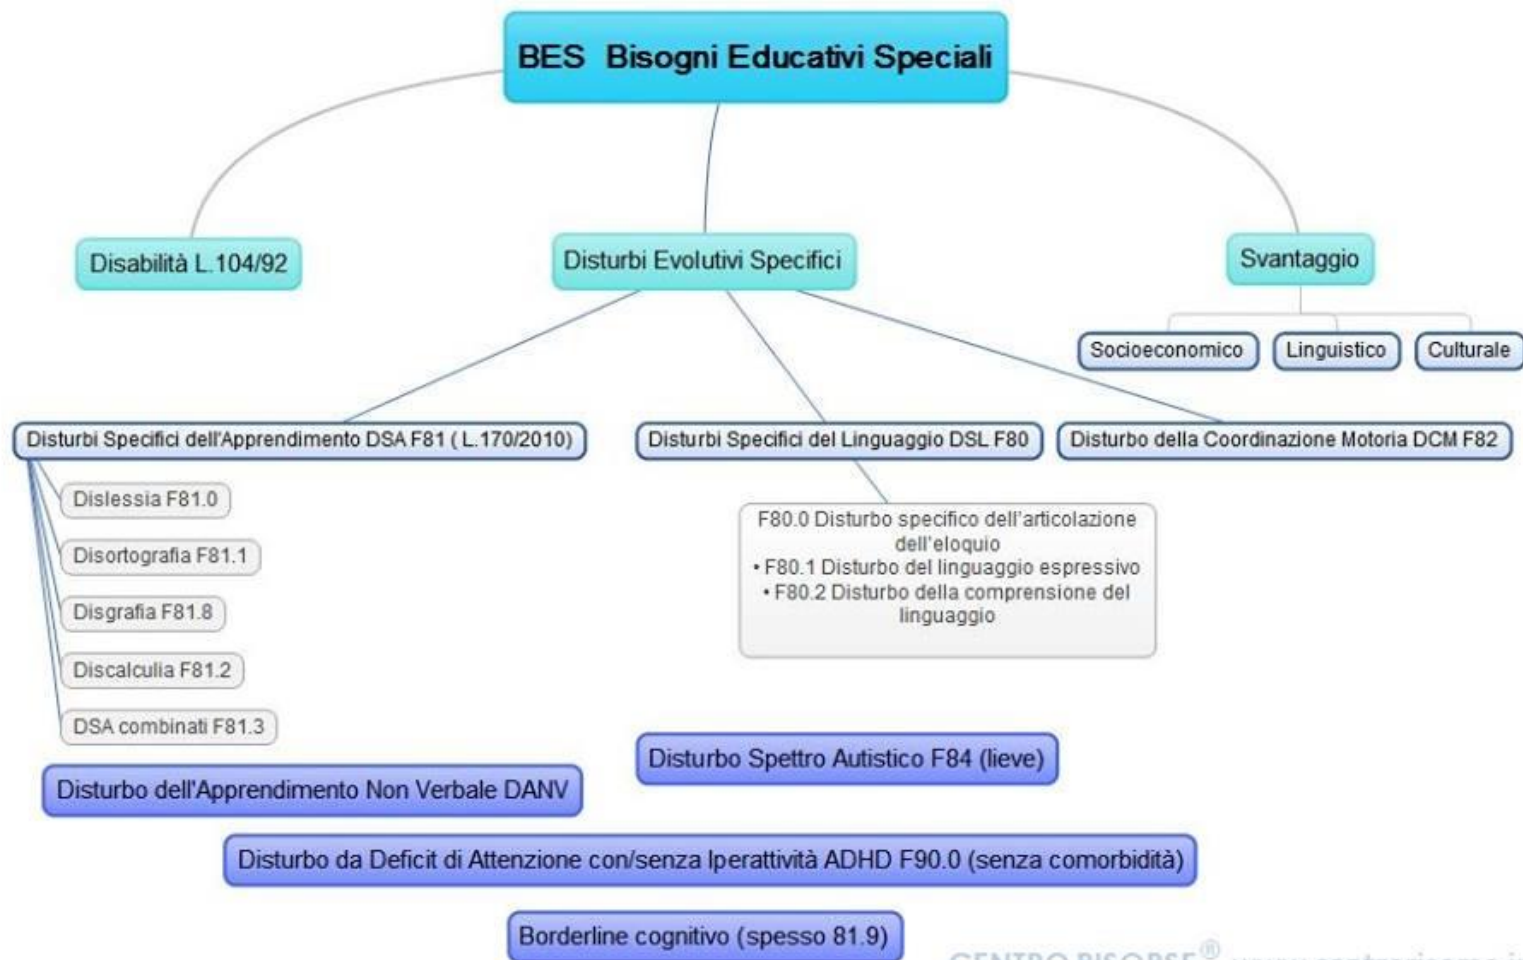 BES Bisogni Educativi Speciali
Disabilità L.104/92
Disturbi Evolutivi Specifici
Svantaggio
Socioeconomico
Linguistico
Culturale
Disturbi Specifici dell'Apprendimento DSA F81 ( L.170/2010)
Disturbi Specifici del Linguaggio DSL F80
Disturbo della Coordinazione Motoria DCM F82
Dislessia F81.0
Disortografia F81.1
Disgrafia F81.8
Discalculia F81.2
DSA combinati F81.3
F80.0 Disturbo specifico dell'articolazione
dell'eloquio
• F80.1 Disturbo del linguaggio espressivo
• F80.2 Disturbo della comprensione del
linguaggio
Disturbo Spettro Autistico F84 (lieve)
Disturbo dell'Apprendimento Non Verbale DANV
Disturbo da Deficit di Attenzione con/senza Iperattività ADHD F90.0 (senza comorbidità)
Borderline cognitivo (spesso 81.9)
CENTRO RISORSE®